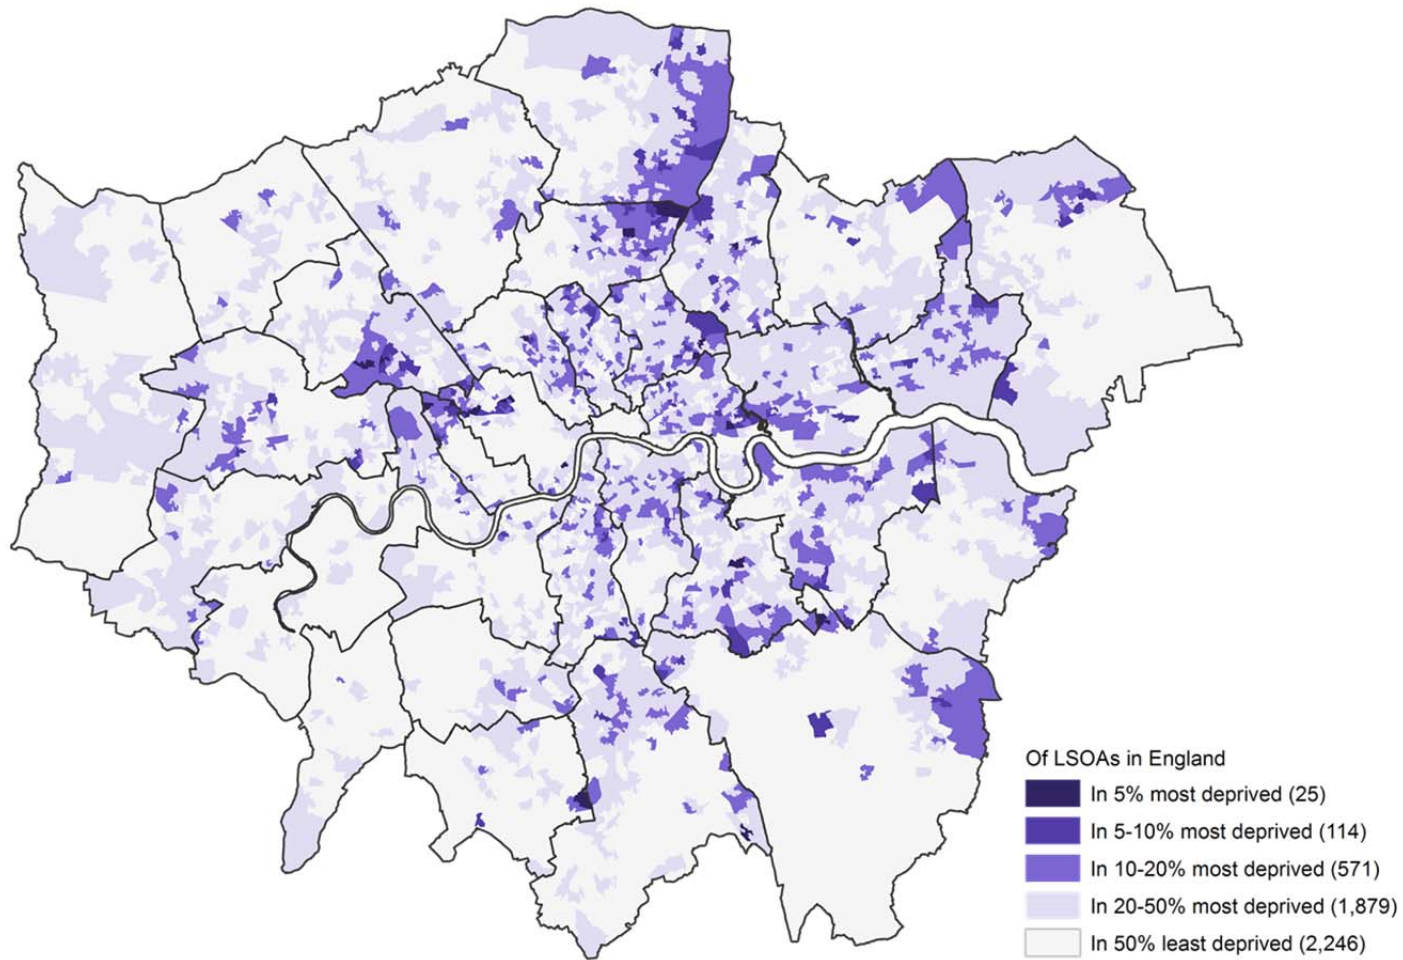 Of LSOAs in England
In 5% most deprived (25)
In 5-10% most deprived (114)
In 10-20% most deprived (571)
In 20-50% most deprived (1,879)
In 50% least deprived (2,246)